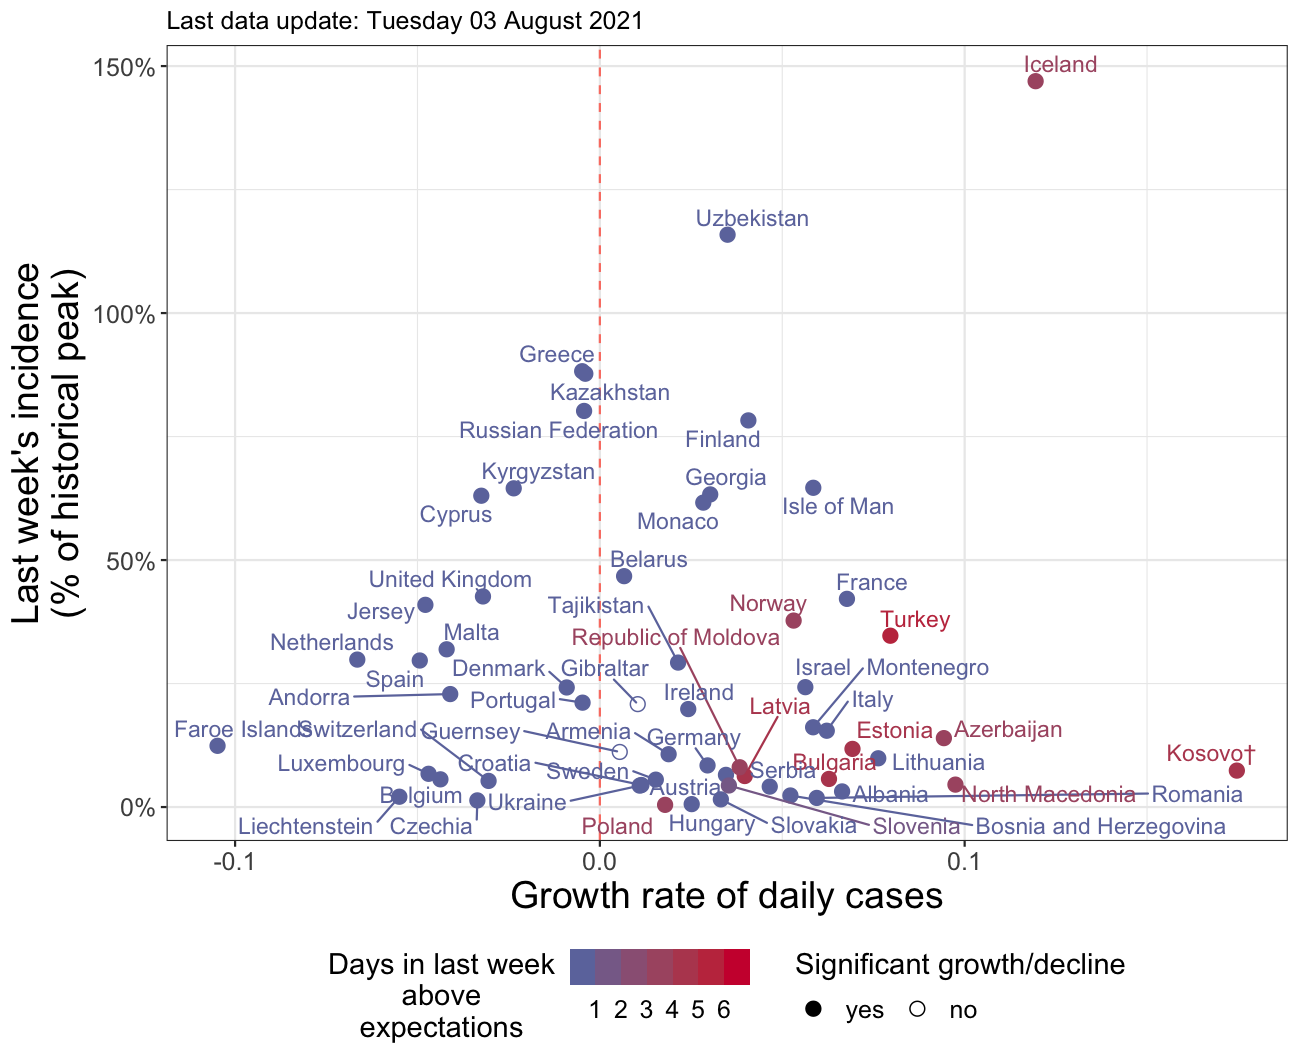 Last data update: Tuesday 03 August 2021
150%
100%
50%
0%
Last week's incidence
(% of historical peak)
Iceland
Uzbekistan
Greece
Kazakhstan
Russian Federation
Finland
Kyrgyzstan
Georgia
Cyprus
Isle of Man
Monaco
Belarus
United Kingdom
France
Jersey
Tajikistan
Norway
Turkey
Netherlands
Malta
Republic of Moldova
Spain
Denmark
Gibraltar
Israel
Montenegro
Andorra
Portugal
Ireland
Latvia
Italy
Faroe Islands
Switzerland
Guernsey
Armenia
Germany
Estonia
Azerbaijan
Luxembourg
Croatia
Sweden
Serbia
Bulgaria
Lithuania
Kosovo†
Belgium
Ukraine
Austria
Albania
North Macedonia
Romania
Liechtenstein
Czechia
Poland
Hungary
Slovakia
Slovenia
Bosnia and Herzegovina
-0.1
0.0
0.1
Growth rate of daily cases
Days in last week
above
expectations
1 2 3 4 5 6
Significant growth/decline
yes
no